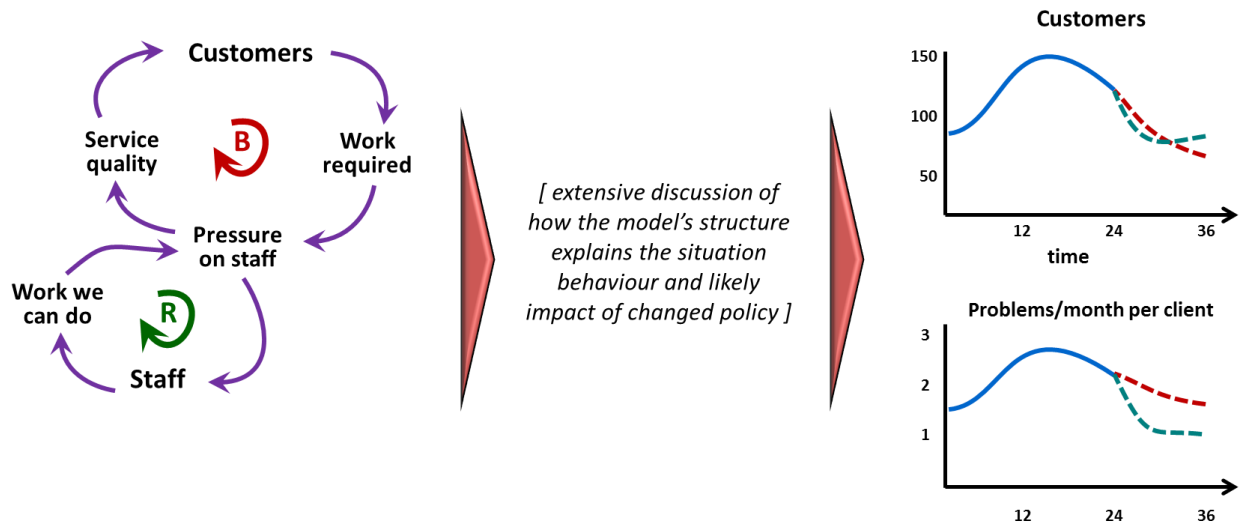 Customers
Service
quality
B
Work
required
Pressure
on staff
Work we
can do
R
Staff
[ extensive discussion of
how the model’s structure
explains the situation
behaviour and likely
impact of changed policy ]
Customers
150
100
50
12
24
36
time
Problems/month per client
3
2
1
12
24
36